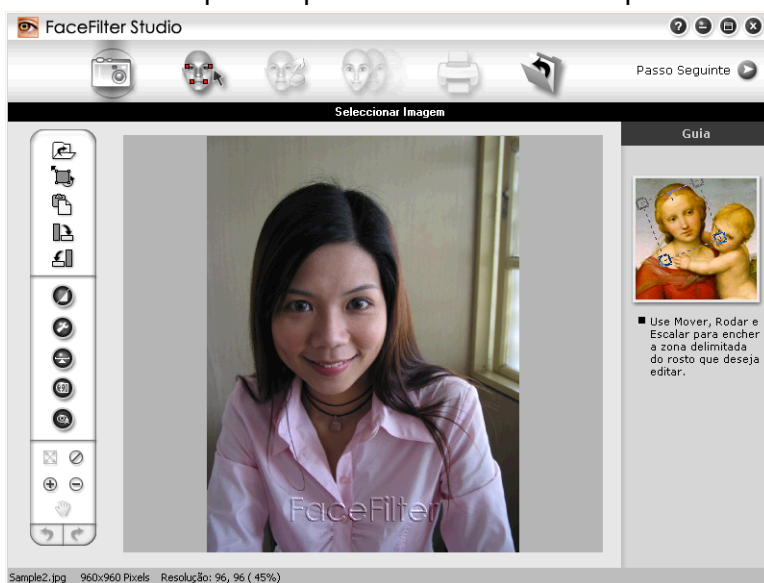 FaceFilter Studio
Passo Seguinte
Seleccionar Imagem
Guia
Use Mover, Rodar e
Escalar para encher
a zona delimitada
do rosto que deseja
editar.
FaceFilter
Sample2.jpg 960x960 Pixels Resolução: 96, 96 ( 45%)